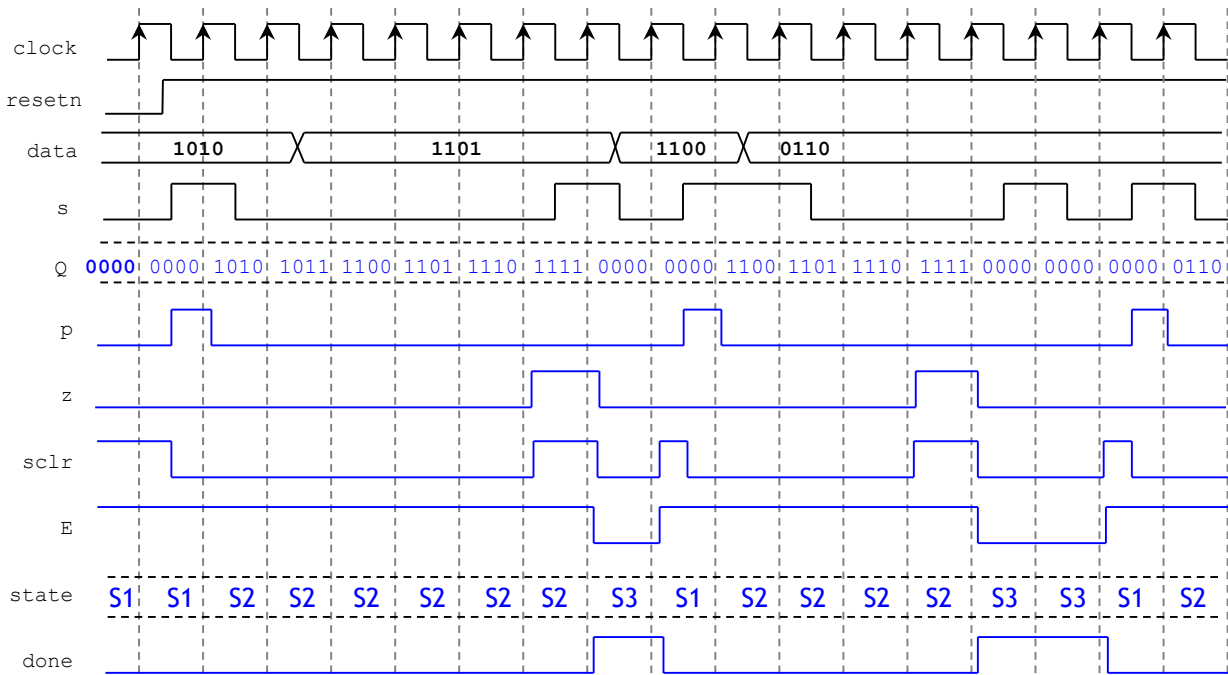 clock
resetn
data 1010 1101 1100 0110
s
Q 0000 0000 1010 1011 1100 1101 1110 1111 0000 0000 1100 1101 1110 1111 0000 0000 0000 0110
p
z
sclr
E
state S1 S1 S2 S2 S2 S2 S2 S2 S3 S1 S2 S2 S2 S2 S3 S3 S1 S2
done